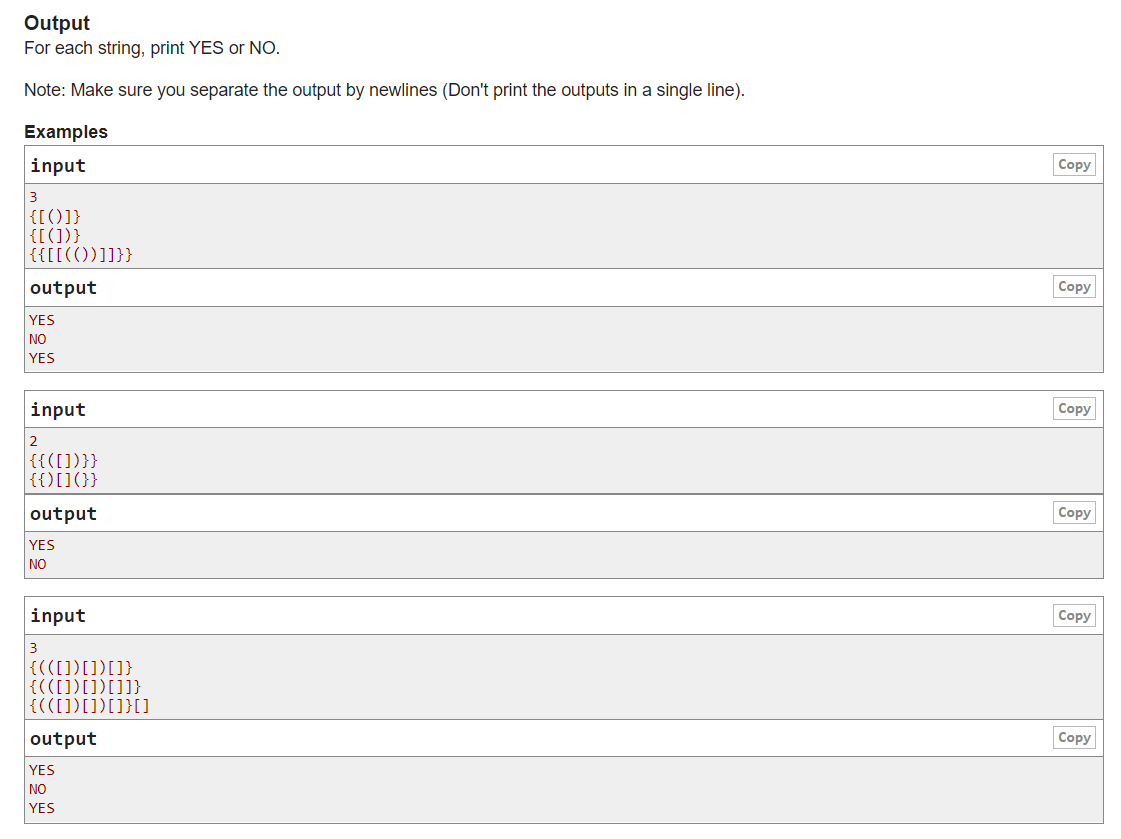 Output
For each string, print YES or NO.
Note: Make sure you separate the output by newlines (Don't print the outputs in a single line).
Examples
input
Copy
3
{[()]}
{[(])}
{{[[(())]]}}
output
Copy
YES
NO
YES
input
Copy
2
{{([])}}
{{)[](}}
output
Copy
YES
NO
input
Copy
3
{(([])[])[]}
{(([])[])[]]}
{(([])[])[]}[]
output
Copy
YES
NO
YES